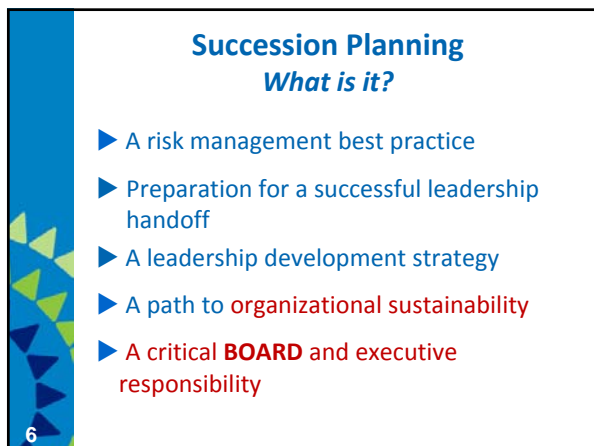 Succession Planning
What is it?
▶ A risk management best practice
▶ Preparation for a successful leadership
handoff
▶ A leadership development strategy
▶ A path to organizational sustainability
▶ A critical BOARD and executive
responsibility
6